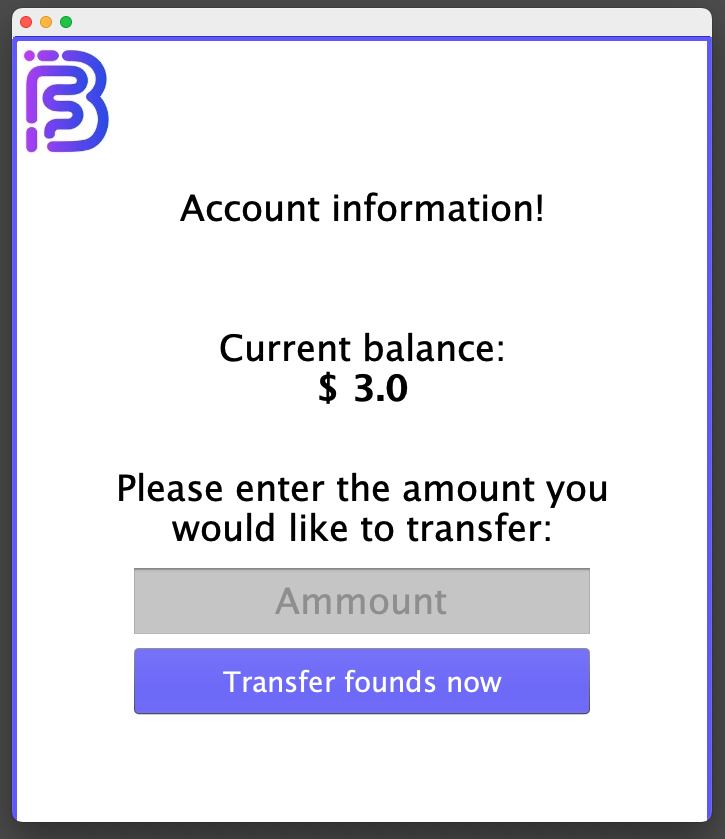 Account information!
Current balance:
$ 3.0
Please enter the amount you
would like to transfer:
Ammount
Transfer founds now